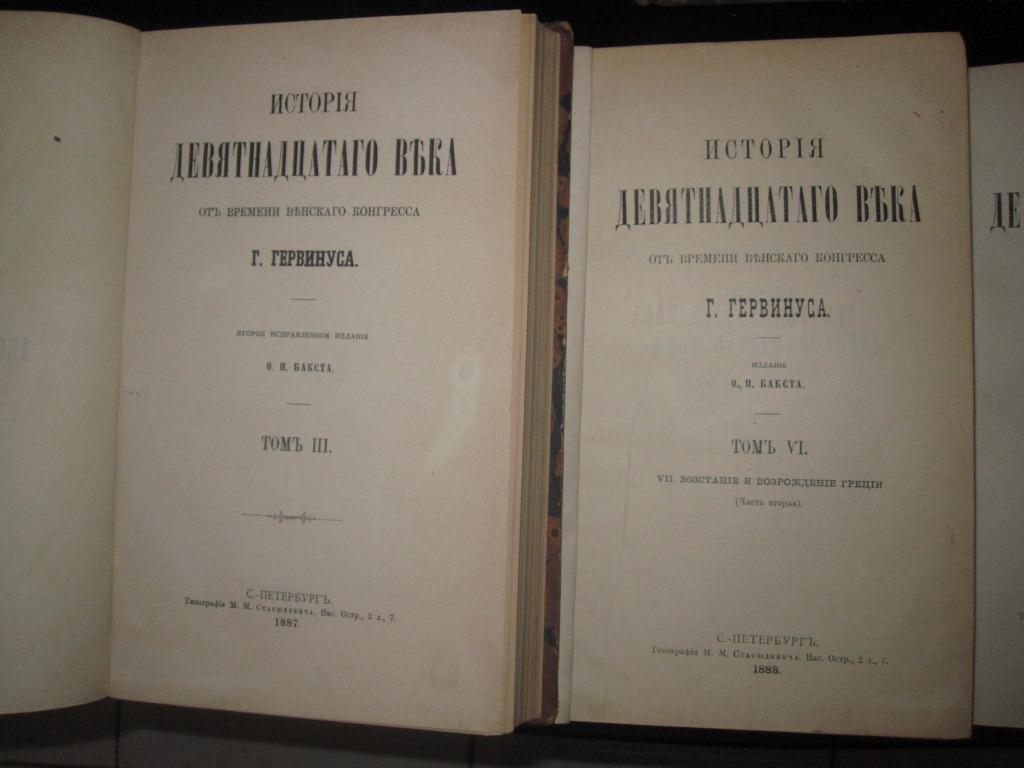 ИСТОРІЯ
ДЕВЯТНАДЦАТАГО ВѢКА
ОТЪ ВРЕМЕНИ ВѢНСКАГО КОНГРЕССА
Г. ГЕРВИНУСА.
ВТОРОЕ ИСПРАВЛЕННОЕ ИЗДАНІЕ
О. И. БАКСТА.
ТОМЪ III.
С.-ПЕТЕРБУРГЪ.
Типографія М. М. Стасюлевича, Вас. Остр., 2 л., 7.
1887.
ИСТОРІЯ
ДЕВЯТНАДЦАТАГО ВѢКА
ОТЪ ВРЕМЕНИ ВѢНСКАГО КОНГРЕССА
Г. ГЕРВИНУСА.
ИЗДАНІЕ
О. И. БАКСТА.
ТОМЪ VI.
VII. ВОЗСТАНІЕ И ВОЗРОЖДЕНІЕ ГРЕЦІИ
(Часть вторая).
С.-ПЕТЕРБУРГЪ.
Типографія М. М. Стасюлевича. Вас. Остр., 2 л., 7.
1888.
ДЕ